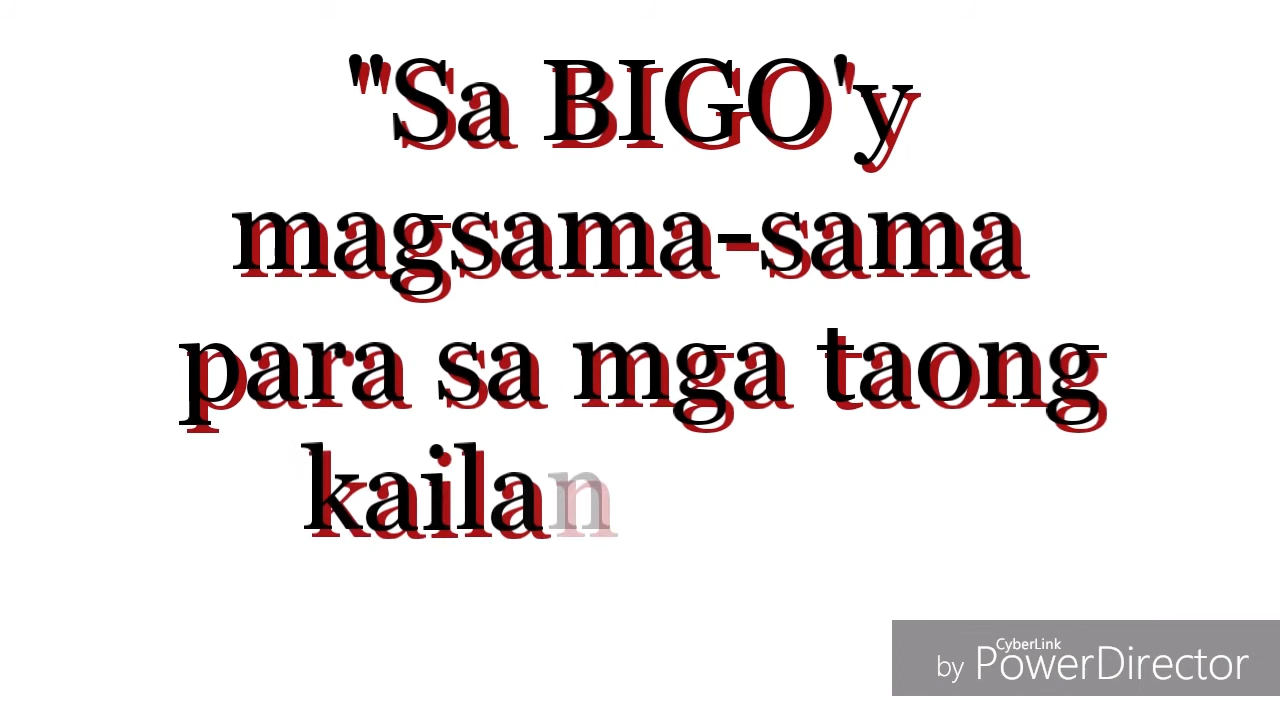 "Sa BIGO'y
magsama-sama
para sa mga taong
kailan
CyberLink
by PowerDirector